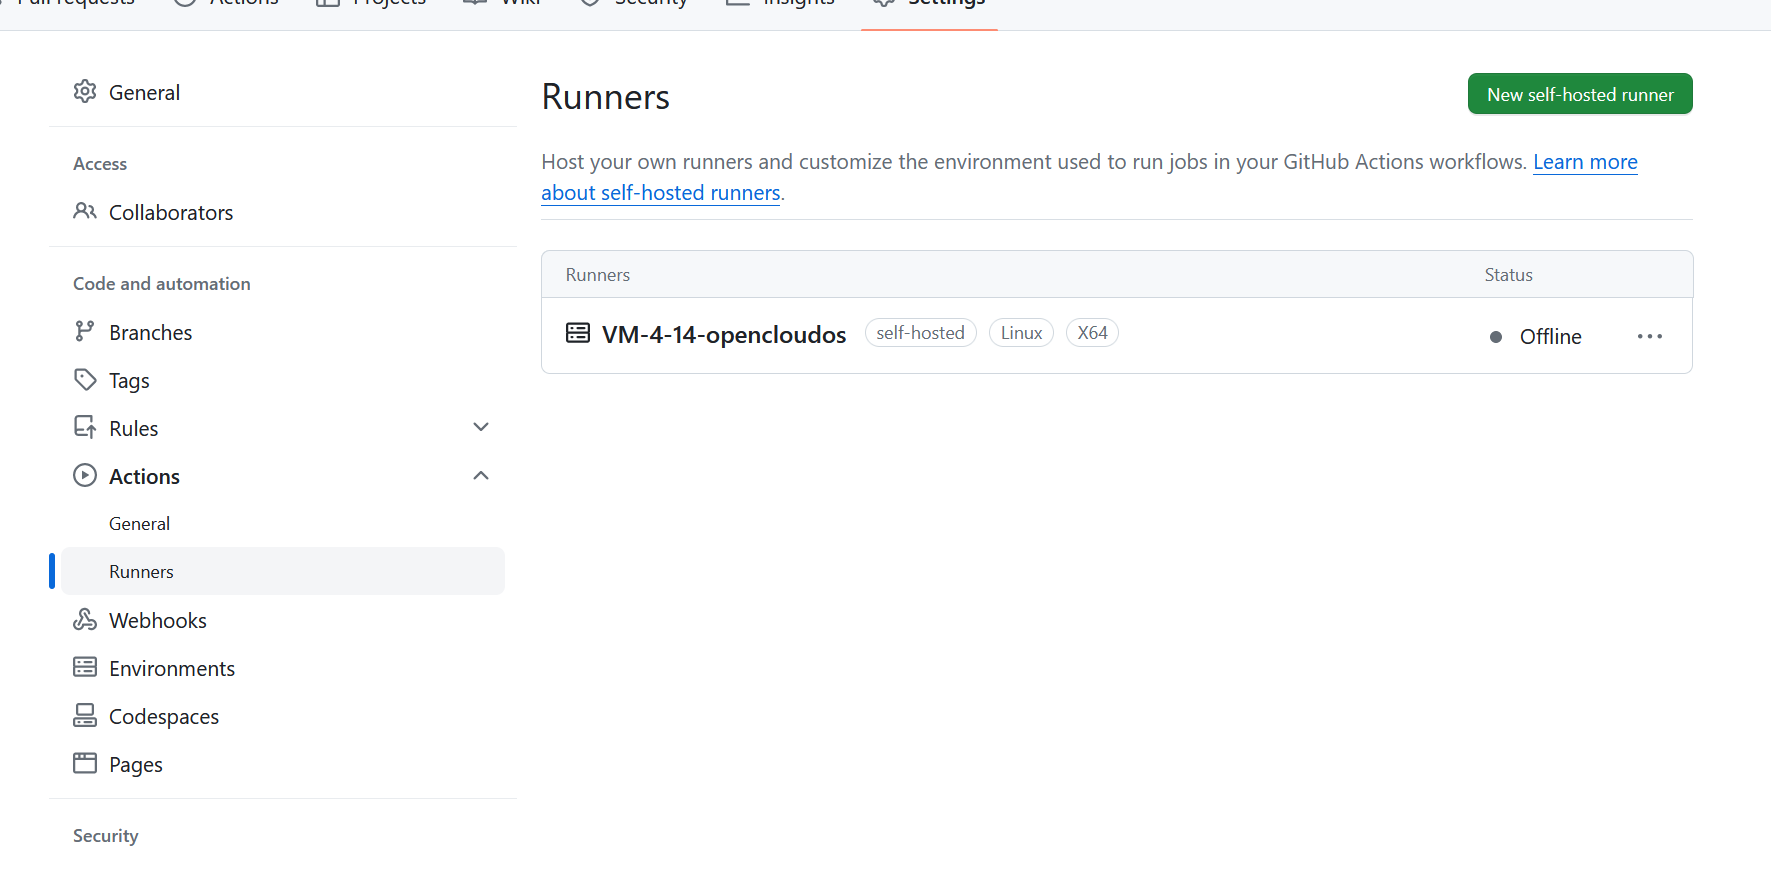 Pull requests Actions Projects Wiki Security Insights Settings
General
Access
Collaborators
Code and automation
Branches
Tags
Rules
Actions
General
Runners
Webhooks
Environments
Codespaces
Pages
Security
Runners
New self-hosted runner
Host your own runners and customize the environment used to run jobs in your GitHub Actions workflows. Learn more
about self-hosted runners.
Runners Status
VM-4-14-opencloudos self-hosted Linux X64 Offline